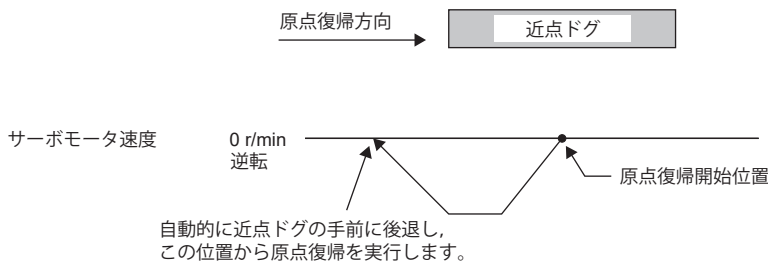 原点復帰方向
近点ドグ
サーボモータ速度
0 r/min
逆転
原点復帰開始位置
自動的に近点ドグの手前に後退し,
この位置から原点復帰を実行します。